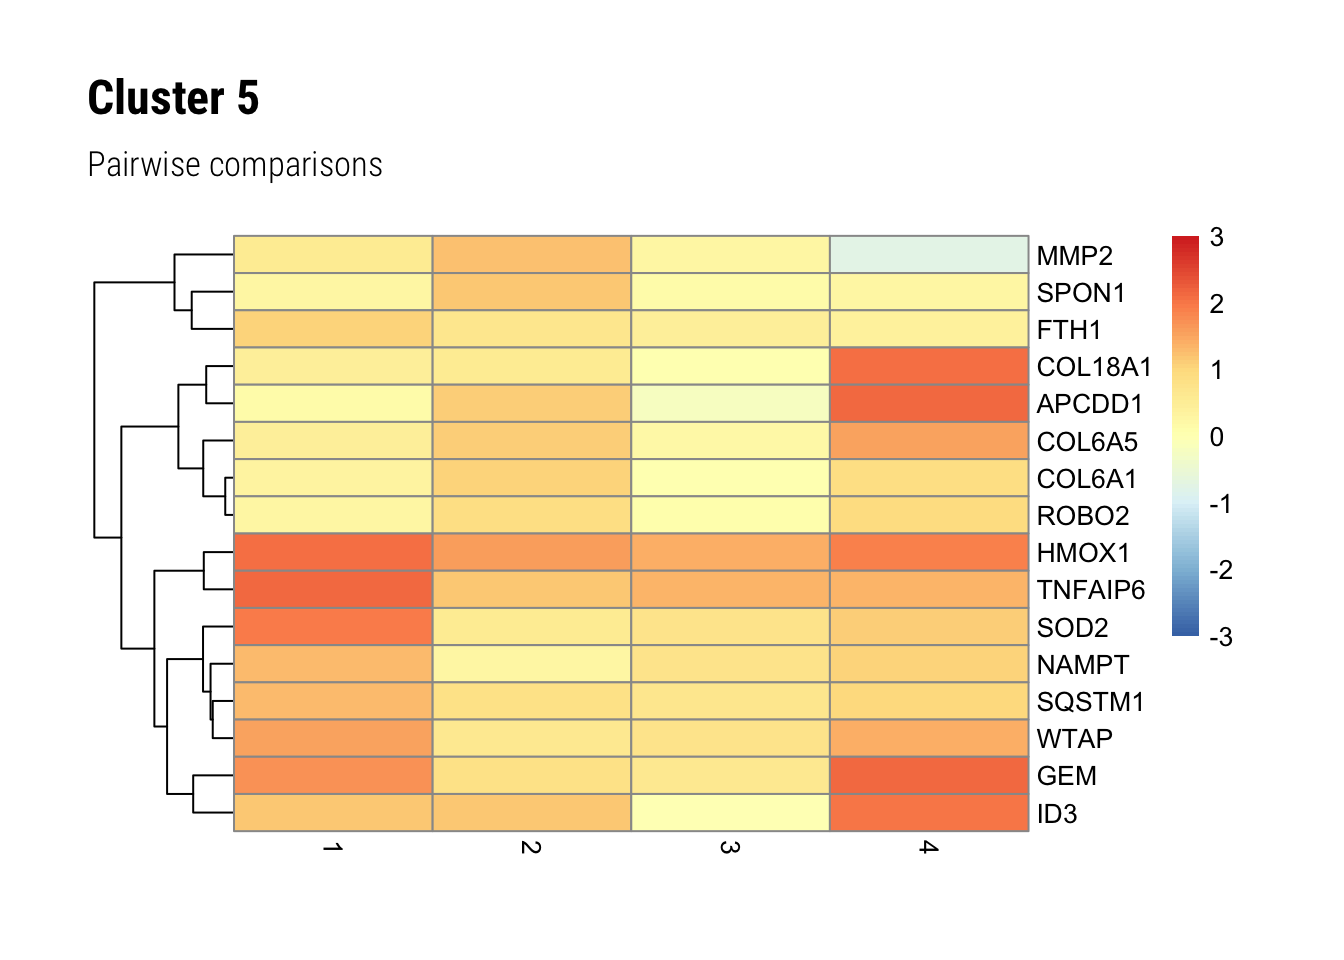 Cluster 5
Pairwise comparisons
MMP2
SPON1
FTH1
COL18A1
APCDD1
COL6A5
COL6A1
ROBO2
HMOX1
TNFAIP6
SOD2
NAMPT
SQSTM1
WTAP
GEM
ID3
3
2
1
0
-1
-2
-3
1
2
3
4